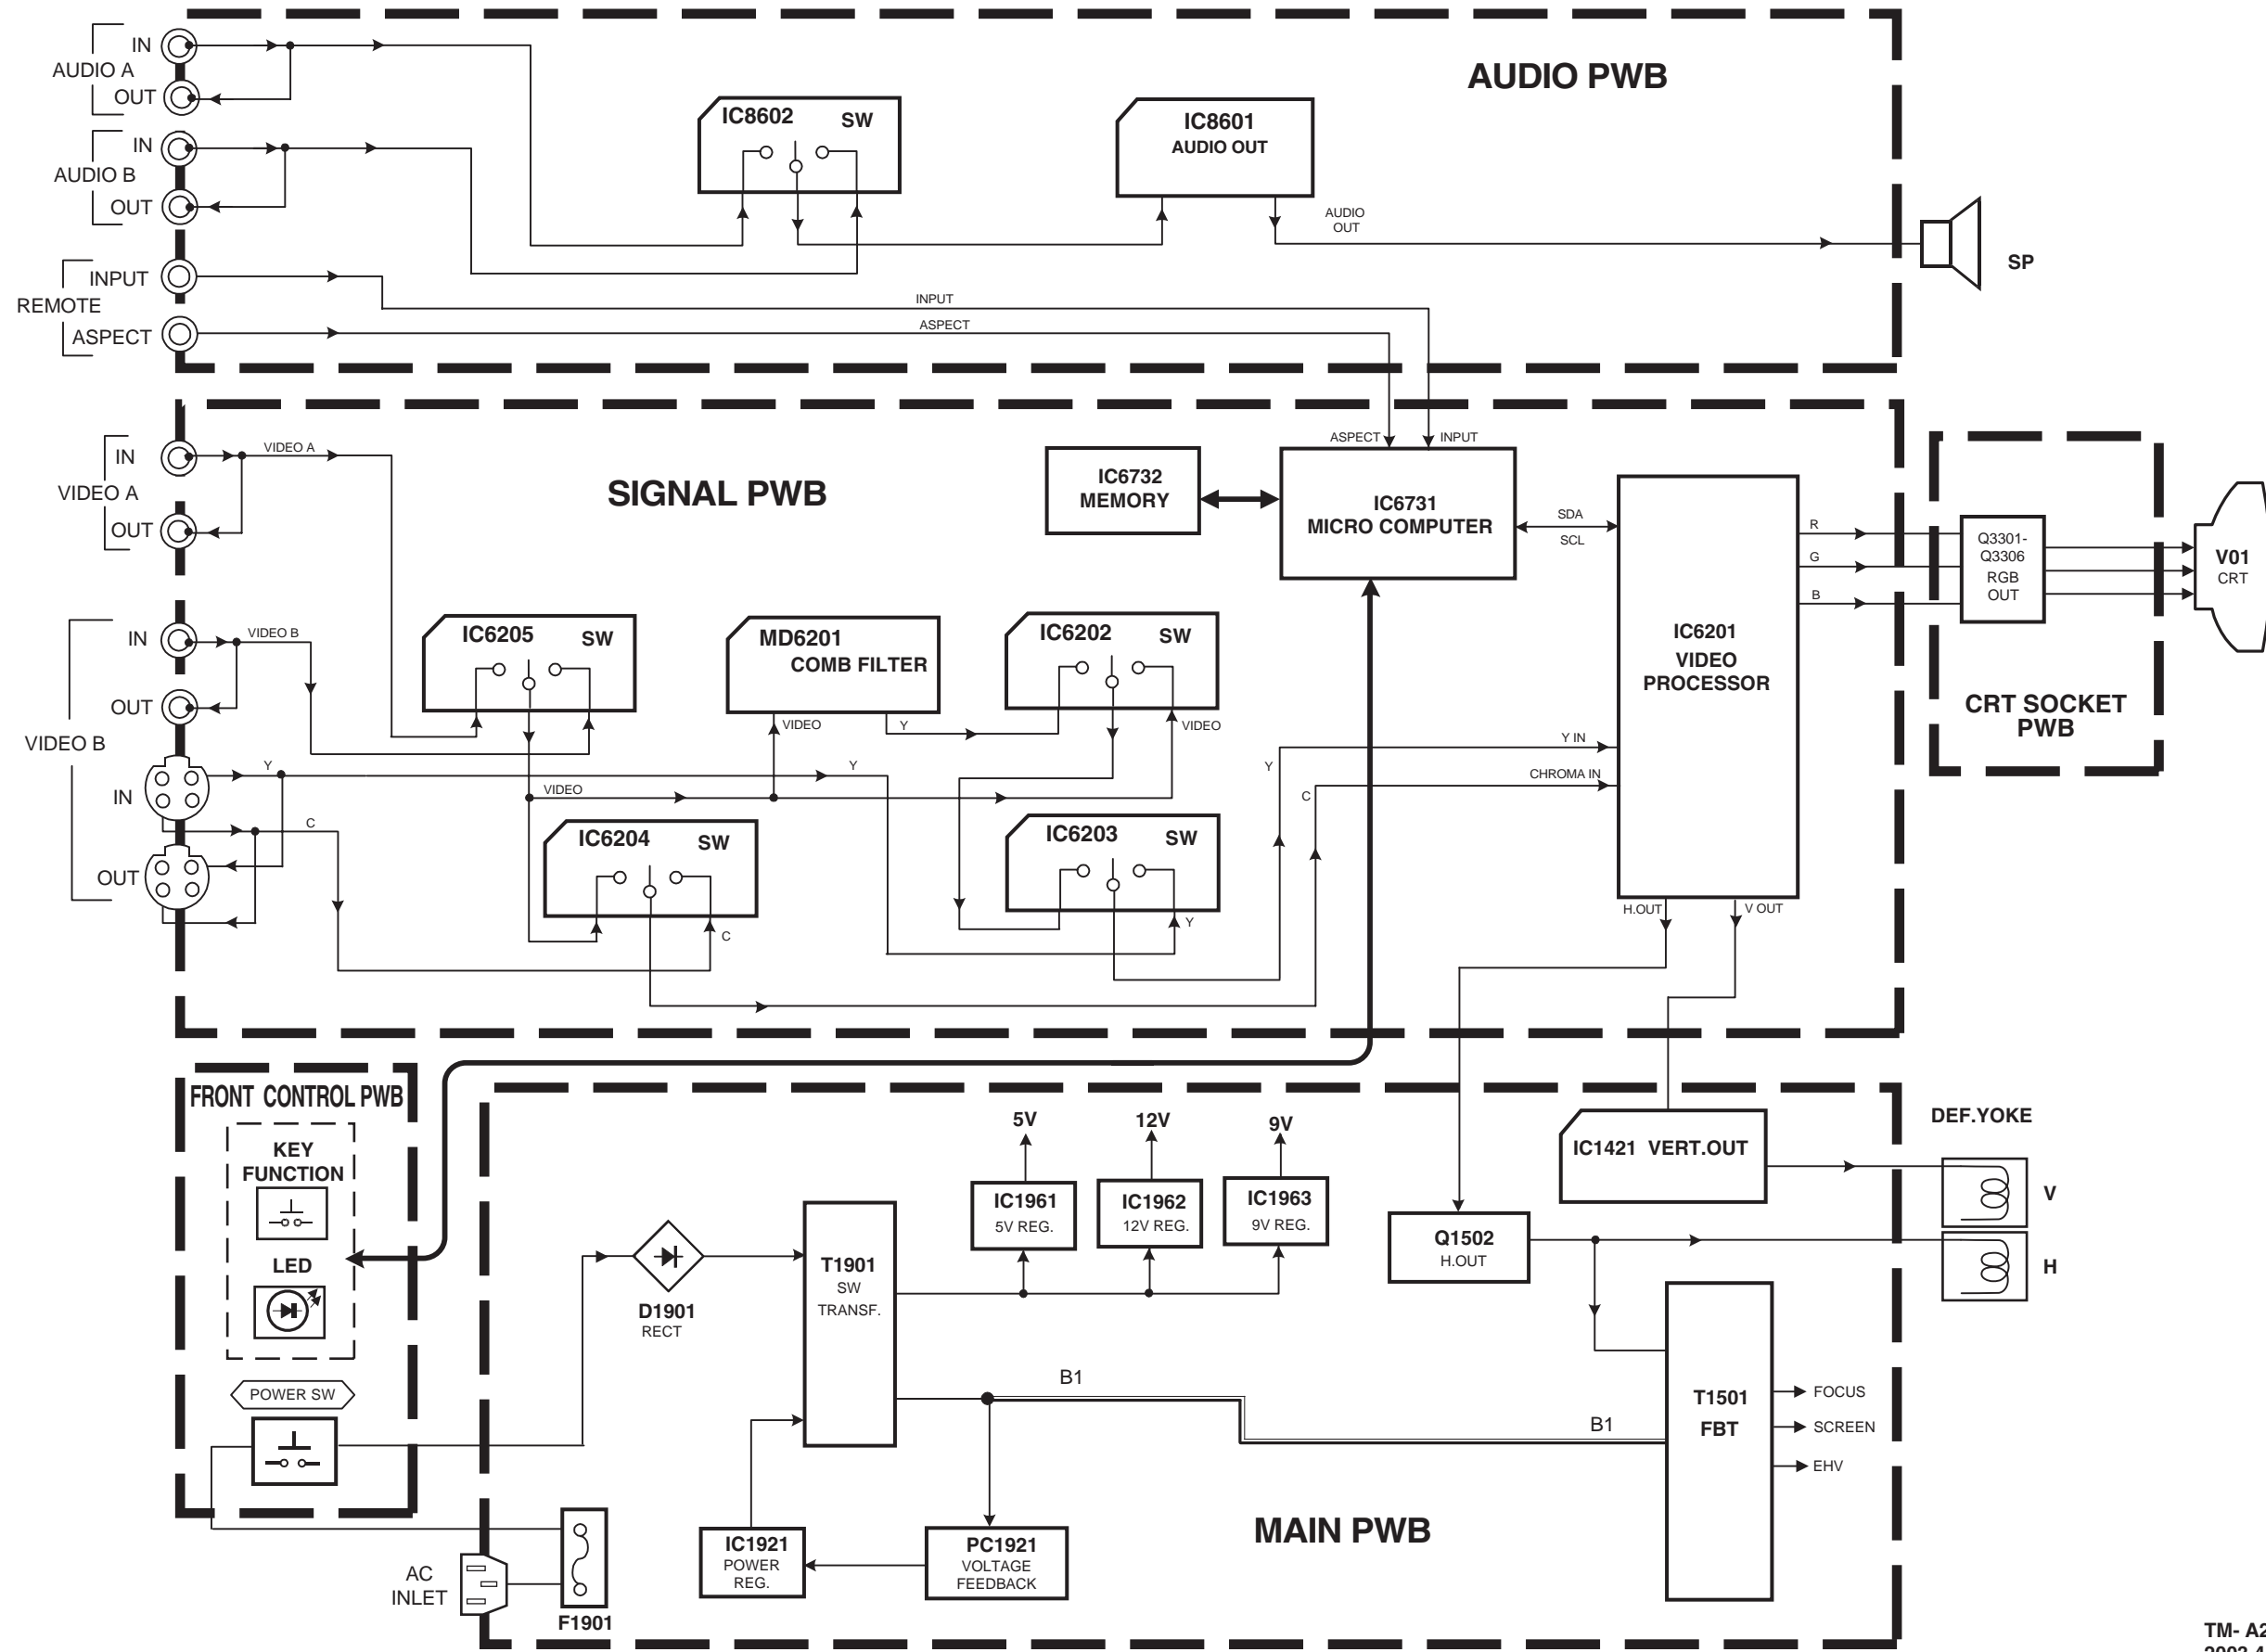 AUDIO PWB
IN
AUDIO A
OUT
IN
AUDIO B
OUT
INPUT
REMOTE
ASPECT
IC8602 SW
IC8601
AUDIO OUT
AUDIO
OUT
SP
INPUT
ASPECT
SIGNAL PWB
IN
VIDEO A
OUT
VIDEO A
IN
OUT
VIDEO B
IN
OUT
VIDEO B
Y
C
Y
ASPECT
INPUT
IC6732
MEMORY
IC6731
MICRO COMPUTER
SDA
SCL
IC6205 SW
MD6201
COMB FILTER
IC6202 SW
VIDEO
VIDEO
Y
VIDEO
IC6204 SW
C
IC6203 SW
Y
Y
C
Y IN
CHROMA IN
IC6201
VIDEO
PROCESSOR
R
G
B
H.OUT
V OUT
Q3301-
Q3306
RGB
OUT
CRT SOCKET
PWB
V01
CRT
FRONT CONTROL PWB
KEY
FUNCTION
LED
POWER SW
AC
INLET
F1901
D1901
RECT
T1901
SW
TRANSF.
5V
12V
9V
IC1961
5V REG.
IC1962
12V REG.
IC1963
9V REG.
IC1421 VERT.OUT
Q1502
H.OUT
DEF.YOKE
V
H
B1
B1
T1501
FBT
FOCUS
SCREEN
EHV
IC1921
POWER
REG.
PC1921
VOLTAGE
FEEDBACK
MAIN PWB
TM- A2